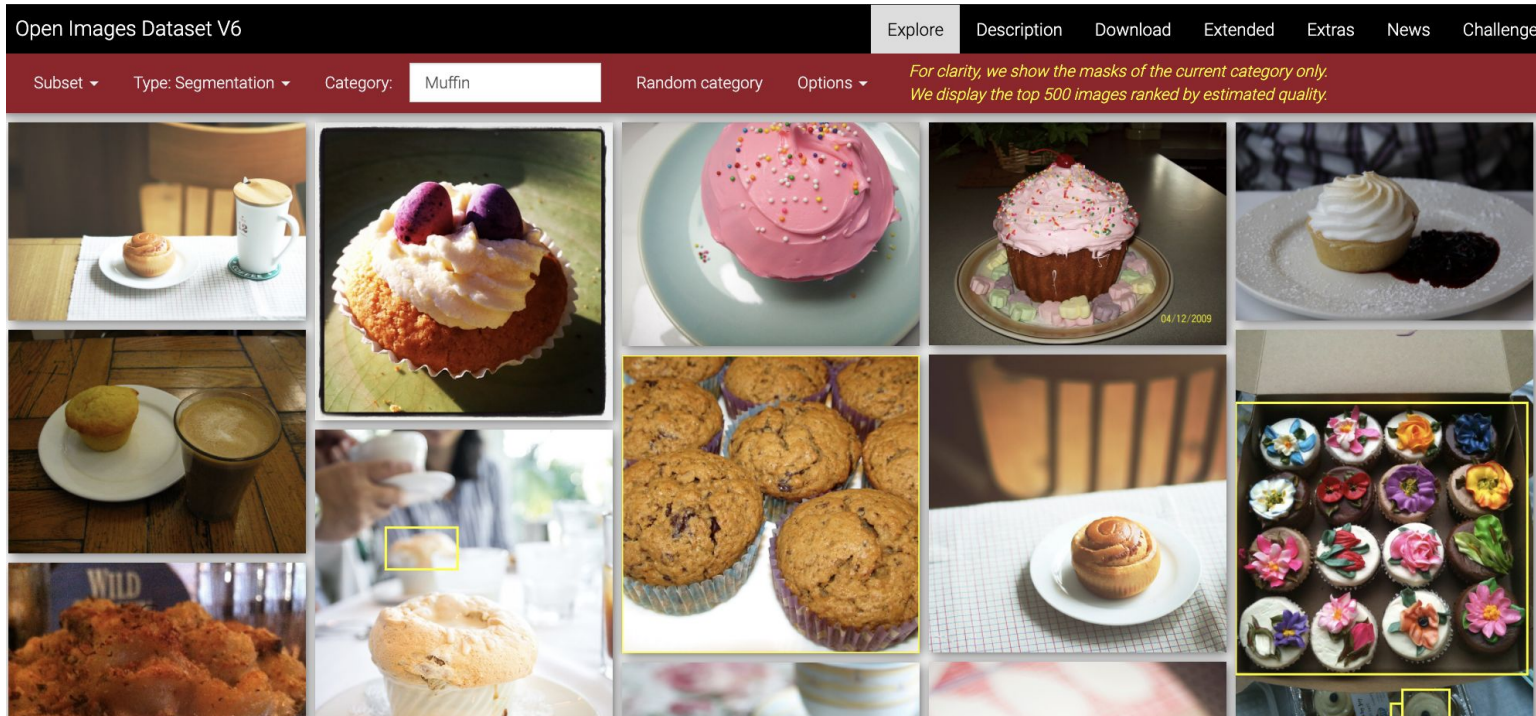 Open Images Dataset V6
Explore
Description
Download
Extended
Extras
News
Challenge
Subset
Type: Segmentation
Category:
Muffin
Random category
Options
For clarity, we show the masks of the current category only.
We display the top 500 images ranked by estimated quality.
04/12/2009
WILD